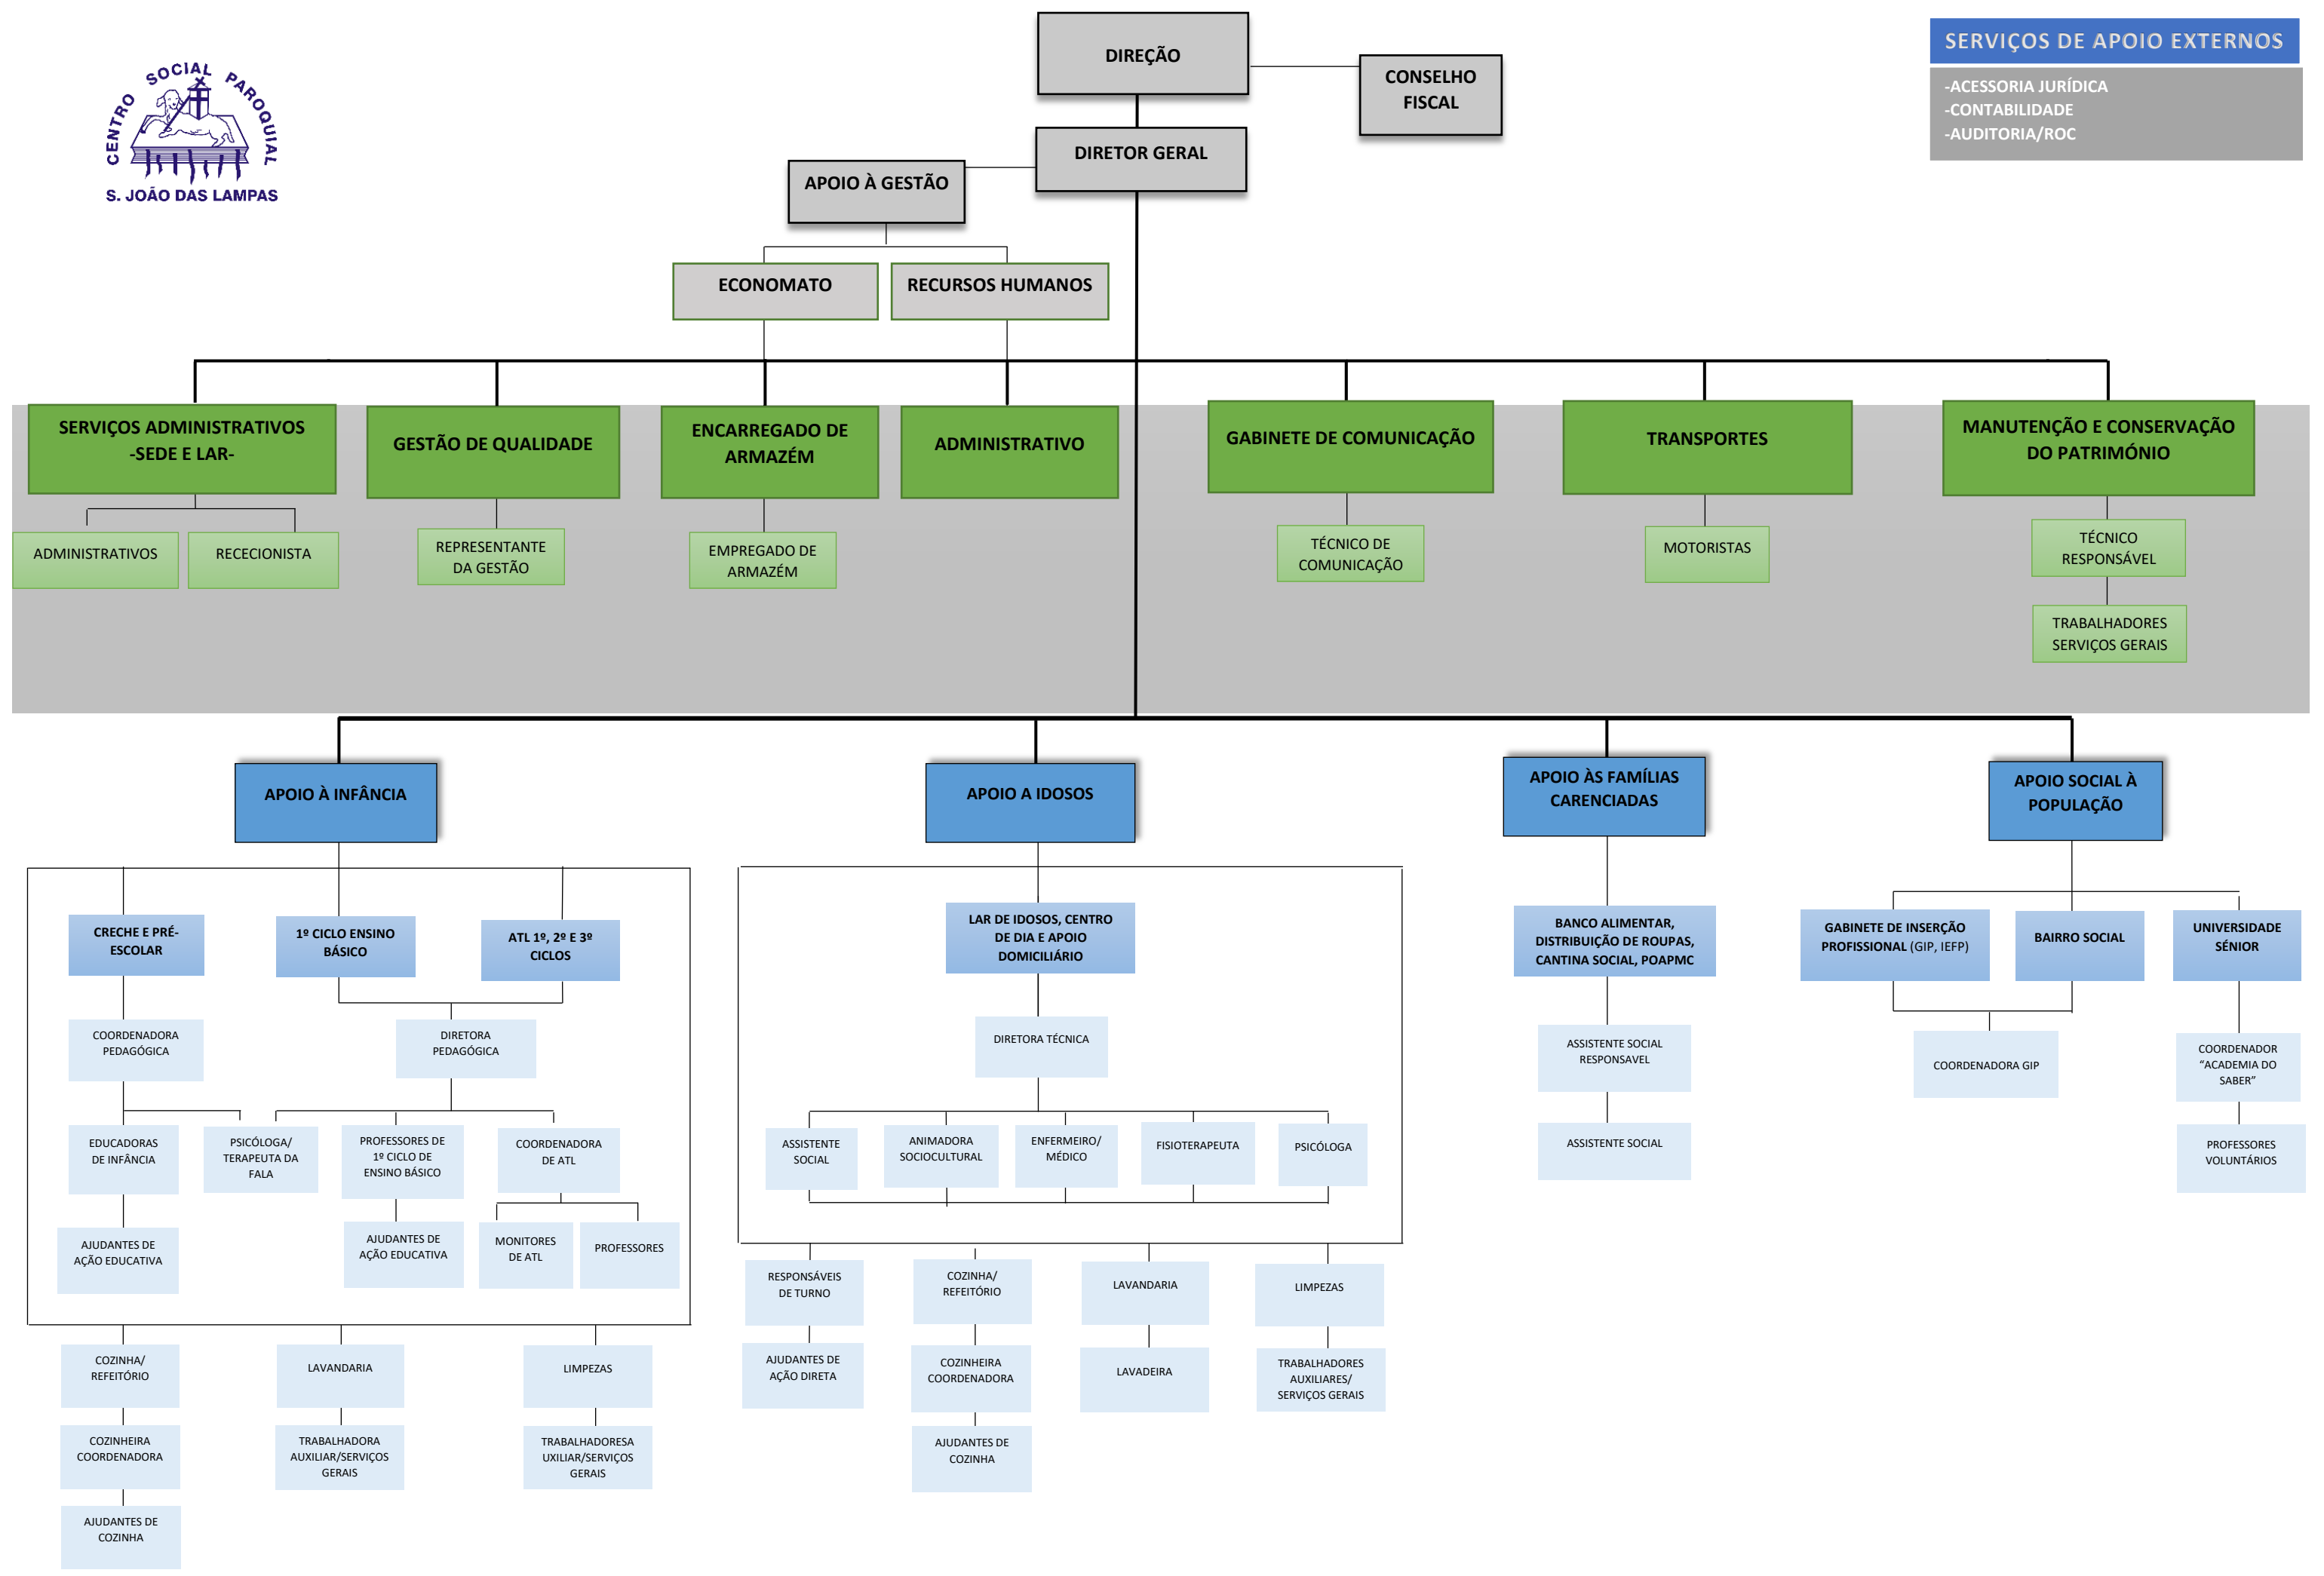 CENTRO SOCIAL PAROQUIAL
S. JOÃO DAS LAMPAS
DIREÇÃO
CONSELHO
FISCAL
SERVIÇOS DE APOIO EXTERNOS
-ACESSORIA JURÍDICA
-CONTABILIDADE
-AUDITORIA/ROC
DIRETOR GERAL
APOIO À GESTÃO
ECONOMATO
RECURSOS HUMANOS
SERVIÇOS ADMINISTRATIVOS
-SEDE E LAR-
GESTÃO DE QUALIDADE
ENCARREGADO DE
ARMAZÉM
ADMINISTRATIVO
GABINETE DE COMUNICAÇÃO
TRANSPORTES
MANUTENÇÃO E CONSERVAÇÃO
DO PATRIMÓNIO
ADMINISTRATIVOS
RECECIONISTA
REPRESENTANTE
DA GESTÃO
EMPREGADO DE
ARMAZÉM
TÉCNICO DE
COMUNICAÇÃO
MOTORISTAS
TÉCNICO
RESPONSÁVEL
TRABALHADORES
SERVIÇOS GERAIS
APOIO À INFÂNCIA
APOIO A IDOSOS
APOIO ÀS FAMÍLIAS
CARENCIADAS
APOIO SOCIAL À
POPULAÇÃO
CRECHE E PRÉ-
ESCOLAR
1º CICLO ENSINO
BÁSICO
ATL 1º, 2º E 3º
CICLOS
LAR DE IDOSOS, CENTRO
DE DIA E APOIO
DOMICILIÁRIO
BANCO ALIMENTAR,
DISTRIBUIÇÃO DE ROUPAS,
CANTINA SOCIAL, POAPMC
GABINETE DE INSERÇÃO
PROFISSIONAL (GIP, IEFP)
BAIRRO SOCIAL
UNIVERSIDADE
SÉNIOR
COORDENADORA
PEDAGÓGICA
DIRETORA
PEDAGÓGICA
DIRETORA TÉCNICA
ASSISTENTE SOCIAL
RESPONSAVEL
COORDENADORA GIP
COORDENADOR
“ACADEMIA DO
SABER”
EDUCADORAS
DE INFÂNCIA
PSICÓLOGA/
TERAPEUTA DA
FALA
PROFESSORES DE
1º CICLO DE
ENSINO BÁSICO
COORDENADORA
DE ATL
ASSISTENTE
SOCIAL
ANIMADORA
SOCIOCULTURAL
ENFERMEIRO/
MÉDICO
FISIOTERAPEUTA
PSICÓLOGA
ASSISTENTE SOCIAL
PROFESSORES
VOLUNTÁRIOS
AJUDANTES DE
AÇÃO EDUCATIVA
AJUDANTES DE
AÇÃO EDUCATIVA
MONITORES
DE ATL
PROFESSORES
RESPONSÁVEIS
DE TURNO
COZINHA/
REFEITÓRIO
LAVANDARIA
LIMPEZAS
COZINHA/
REFEITÓRIO
LAVANDARIA
LIMPEZAS
AJUDANTES DE
AÇÃO DIRETA
COZINHEIRA
COORDENADORA
LAVADEIRA
TRABALHADORES
AUXILIARES/
SERVIÇOS GERAIS
COZINHEIRA
COORDENADORA
TRABALHADORA
AUXILIAR/SERVIÇOS
GERAIS
TRABALHADORESA
UXILIAR/SERVIÇOS
GERAIS
AJUDANTES DE
COZINHA
AJUDANTES DE
COZINHA